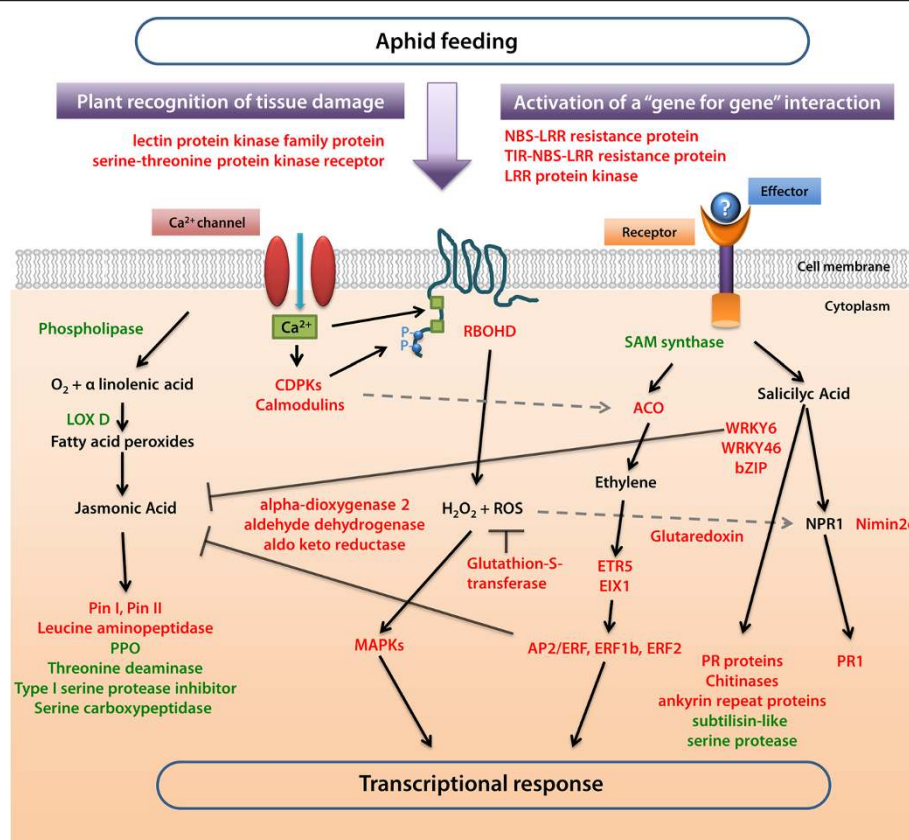 Aphid feeding
Plant recognition of tissue damage
lectin protein kinase family protein
serine-threonine protein kinase receptor
Activation of a "gene for gene" interaction
NBS-LRR resistance protein
TIR-NBS-LRR resistance protein
LRR protein kinase
Effector
?
Receptor
Ca²⁺ channel
Cell membrane
Cytoplasm
Phospholipase
Ca²⁺
P-
P-
RBOHD
SAM synthase
O₂ + α linolenic acid
CDPKs
Calmodulins
LOX D
Fatty acid peroxides
ACO
Salicilyc Acid
WRKY6
WRKY46
bZIP
Ethylene
Jasmonic Acid
alpha-dioxygenase 2
aldehyde dehydrogenase
aldo keto reductase
H₂O₂ + ROS
Glutaredoxin
NPR1
Glutathion-S-
transferase
ETR5
EIX1
Pin I, Pin II
Leucine aminopeptidase
PPO
Threonine deaminase
Type I serine protease inhibitor
Serine carboxypeptidase
MAPKs
AP2/ERF, ERF1b, ERF2
PR proteins
Chitinases
ankyrin repeat proteins
subtilisin-like
serine protease
PR1
Transcriptional response